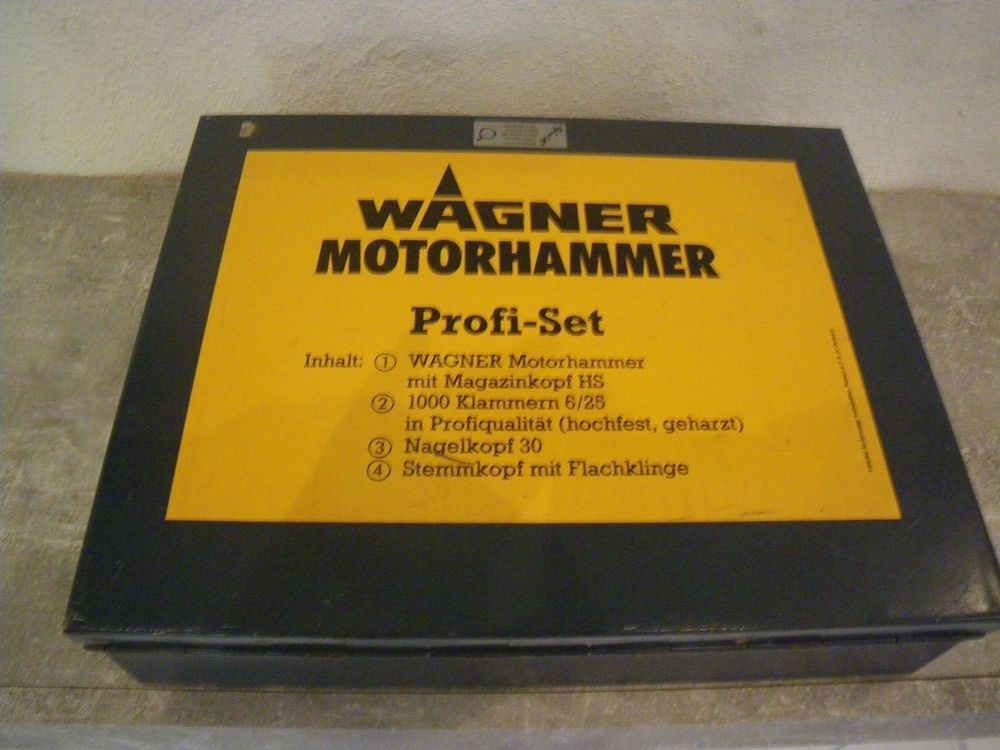 WAGNER
MOTORHAMMER
Profi-Set
Inhalt: ① WAGNER Motorhammer
mit Magazinkopf HS
② 1000 Klammern 6/25
in Profiqualität (hochfest, geharzt)
③ Nagelkopf 30
④ Stemmkopf mit Flachklinge